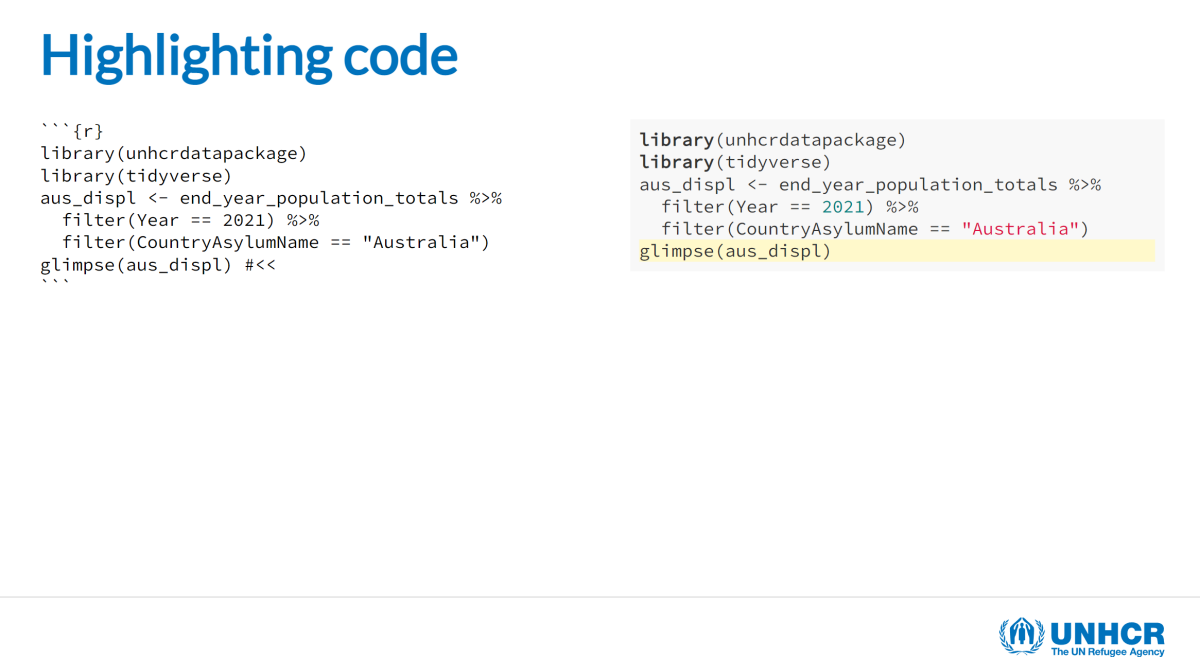 Highlighting code
```{r}
library(unhcrdatapackage)
library(tidyverse)
aus_displ <- end_year_population_totals %>%
  filter(Year == 2021) %>%
  filter(CountryAsylumName == "Australia")
glimpse(aus_displ) #<<
```
library(unhcrdatapackage)
library(tidyverse)
aus_displ <- end_year_population_totals %>%
  filter(Year == 2021) %>%
  filter(CountryAsylumName == "Australia")
glimpse(aus_displ)
UNHCR
The UN Refugee Agency